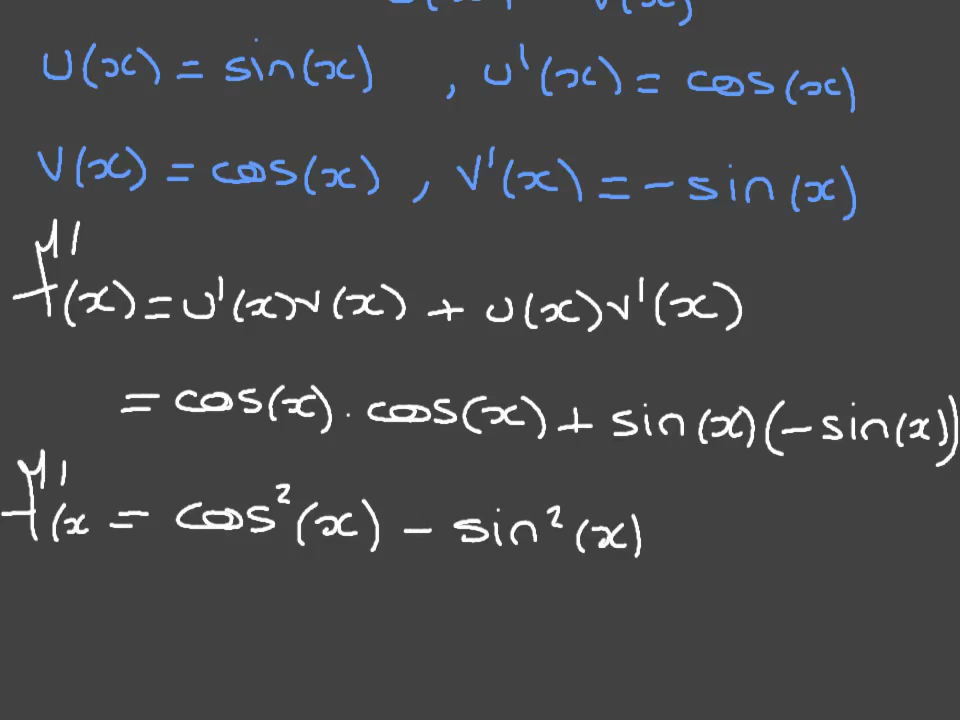 U(x) V(x)
U(x) = sin(x) , U'(x) = cos(x)
V(x) = cos(x) , V'(x) = - sin(x)
f'(x) = U'(x)V(x) + U(x)V'(x)
= cos(x) . cos(x) + sin(x)(- sin(x))
f'(x = cos²(x) - sin²(x)